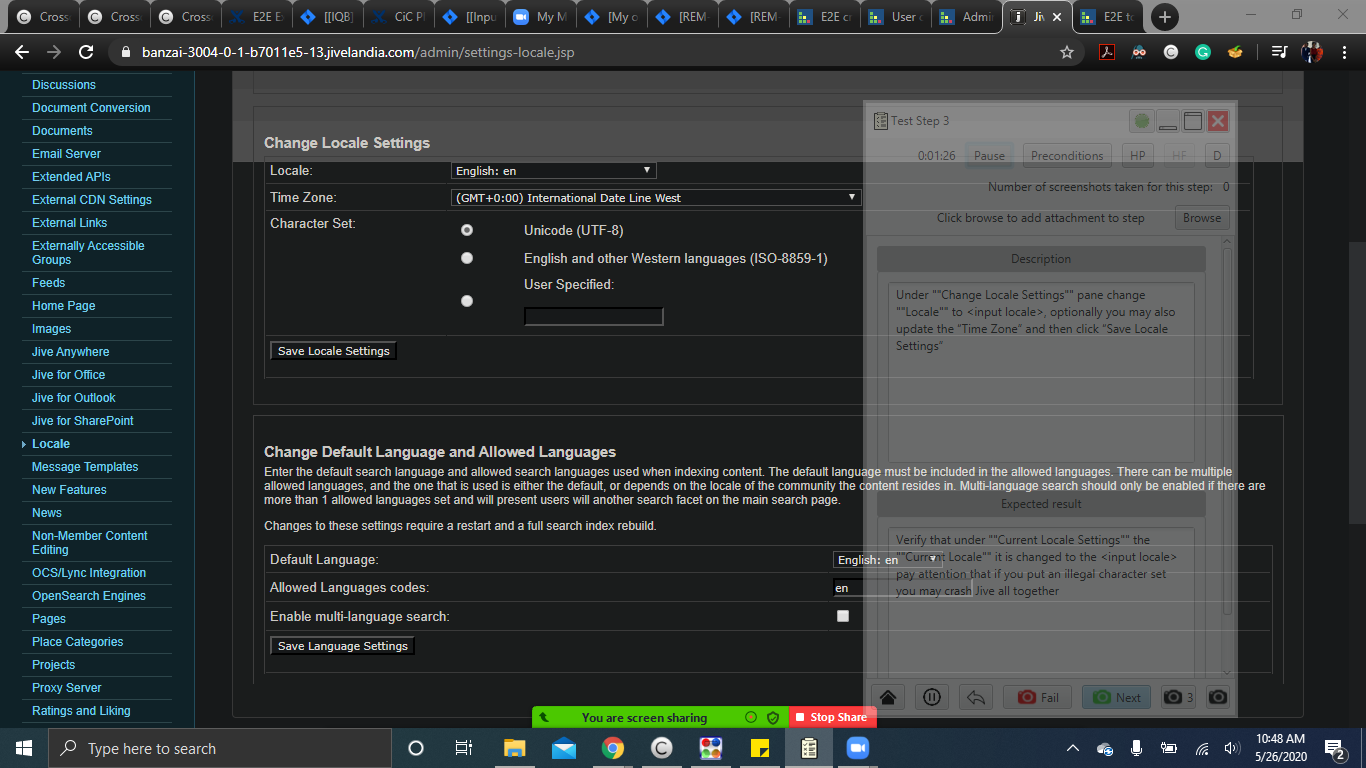 Cross
Cross
Cross
E2E E
[[IQB]
CiC Pl
[[Inpu
My M
[My o
[REM-
[REM-
E2E cr
User c
Admi
Jiv
E2E to
banzai-3004-0-1-b7011e5-13.jivelandia.com/admin/settings-locale.jsp
Discussions
Document Conversion
Documents
Email Server
Extended APIs
External CDN Settings
External Links
Externally Accessible
Groups
Feeds
Home Page
Images
Jive Anywhere
Jive for Office
Jive for Outlook
Jive for SharePoint
Locale
Message Templates
New Features
News
Non-Member Content
Editing
OCS/Lync Integration
OpenSearch Engines
Pages
Place Categories
Projects
Proxy Server
Ratings and Liking
Change Locale Settings
Locale: English: en
Time Zone: (GMT+0:00) International Date Line West
Character Set: Unicode (UTF-8)
English and other Western languages (ISO-8859-1)
User Specified:
Save Locale Settings
Change Default Language and Allowed Languages
Enter the default search language and allowed search languages used when indexing content. The default language must be included in the allowed languages. There can be multiple
allowed languages, and the one that is used is either the default, or depends on the locale of the community the content resides in. Multi-language search should only be enabled if there are
more than 1 allowed languages set and will present users will another search facet on the main search page.
Changes to these settings require a restart and a full search index rebuild.
Default Language: English: en
Allowed Languages codes: en
Enable multi-language search:
Save Language Settings
Test Step 3
0:01:26 Pause Preconditions HP HF D
Number of screenshots taken for this step: 0
Click browse to add attachment to step Browse
Description
Under ""Change Locale Settings"" pane change
""Locale"" to <input locale>, optionally you may also
update the "Time Zone" and then click "Save Locale
Settings"
Expected result
Verify that under ""Current Locale Settings"" the
""Current Locale"" it is changed to the <input locale>
pay attention that if you put an illegal character set
you may crash Jive all together
Fail Next 3
You are screen sharing Stop Share
Type here to search
10:48 AM
5/26/2020
2